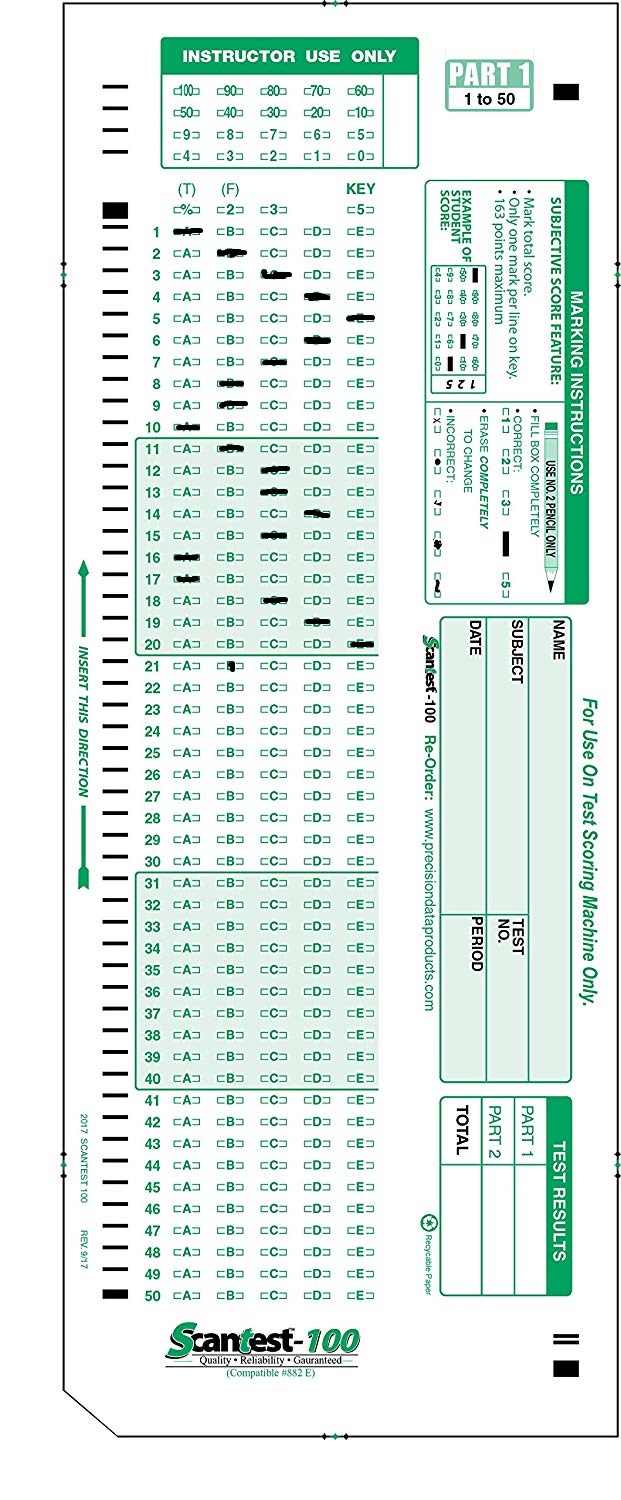 INSTRUCTOR USE ONLY
100 90 80 70 60
50 40 30 20 10
9 8 7 6 5
4 3 2 1 0
PART 1
1 to 50
(T) (F) KEY
% 2 3 5
1 B C D E
2 A C D E
3 A B D E
4 A B C E
5 A B C D
6 A B C E
7 A B D E
8 A C D E
9 A C D E
10 B C D E
11 A C D E
12 A B D E
13 A B D E
14 A B C E
15 A B D E
16 B C D E
17 B C D E
18 A B D E
19 A B C E
20 A B C D
21 A C D E
22 A B C D E
23 A B C D E
24 A B C D E
25 A B C D E
26 A B C D E
27 A B C D E
28 A B C D E
29 A B C D E
30 A B C D E
31 A B C D E
32 A B C D E
33 A B C D E
34 A B C D E
35 A B C D E
36 A B C D E
37 A B C D E
38 A B C D E
39 A B C D E
40 A B C D E
41 A B C D E
42 A B C D E
43 A B C D E
44 A B C D E
45 A B C D E
46 A B C D E
47 A B C D E
48 A B C D E
49 A B C D E
50 A B C D E
Scantest-100
Quality • Reliability • Gauranteed
(Compatible #882 E)
INSERT THIS DIRECTION
2017 SCANTEST 100 REV. 9/17
MARKING INSTRUCTIONS
SUBJECTIVE SCORE FEATURE:
• Mark total score.
• Only one mark per line on key.
• 163 points maximum
EXAMPLE OF
STUDENT
SCORE:
90 80 70 60
50 40 30 10
9 8 7 6
4 3 2 1 0
1 2 5
USE NO. 2 PENCIL ONLY
• FILL BOX COMPLETELY
• CORRECT:
1 2 3 5
• ERASE COMPLETELY
TO CHANGE
• INCORRECT:
For Use On Test Scoring Machine Only.
NAME
SUBJECT
TEST
NO.
DATE
PERIOD
Scantest-100 Re-Order: www.precisiondataproducts.com
TEST RESULTS
PART 1
PART 2
TOTAL
Recyclable Paper